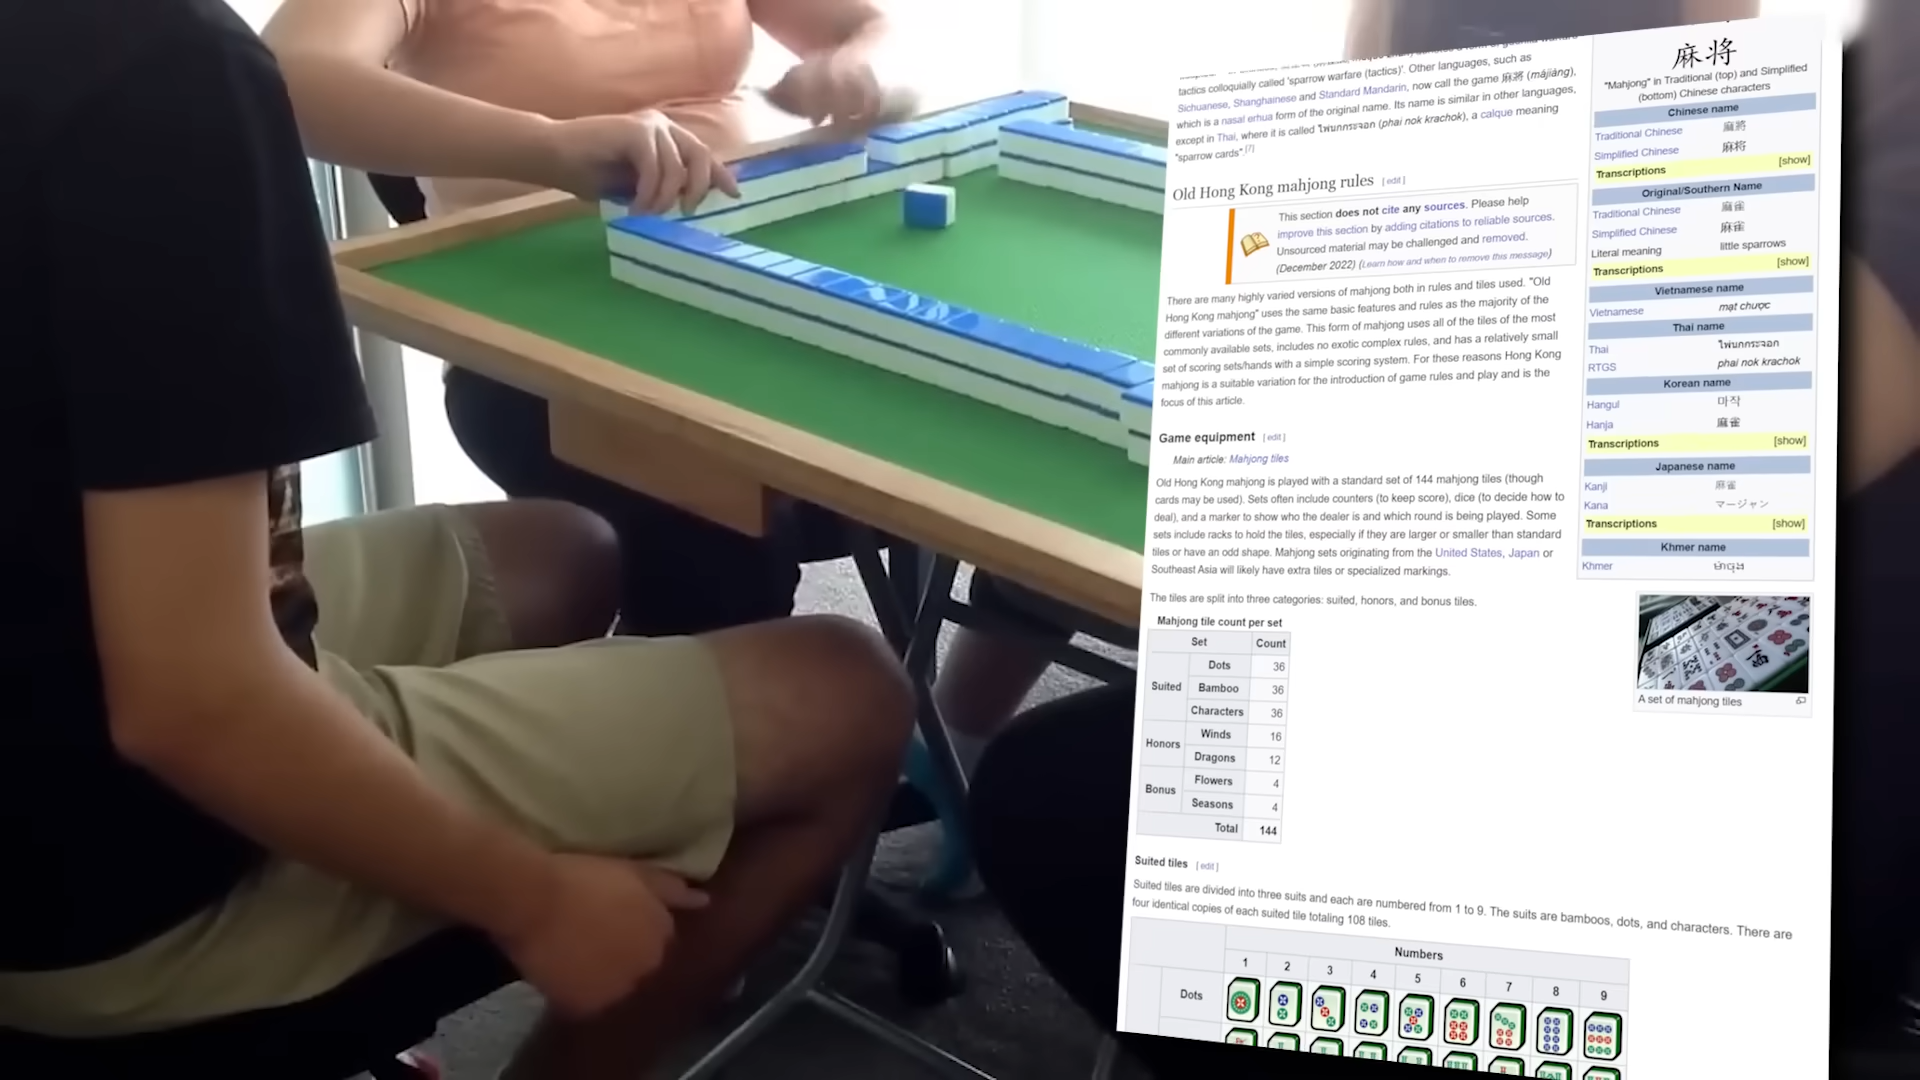 tactics colloquially called 'sparrow warfare (tactics)'. Other languages, such as
Sichuanese, Shanghainese and Standard Mandarin, now call the game 麻將 (májiàng),
which is a nasal erhua form of the original name. Its name is similar in other languages,
except in Thai, where it is called ไพ่นกกระจอก (phai nok krachok), a calque meaning
"sparrow cards".[7]
Old Hong Kong mahjong rules [ edit ]
This section does not cite any sources. Please help
improve this section by adding citations to reliable sources.
Unsourced material may be challenged and removed.
(December 2022) (Learn how and when to remove this message)
There are many highly varied versions of mahjong both in rules and tiles used. "Old
Hong Kong mahjong" uses the same basic features and rules as the majority of the
different variations of the game. This form of mahjong uses all of the tiles of the most
commonly available sets, includes no exotic complex rules, and has a relatively small
set of scoring sets/hands with a simple scoring system. For these reasons Hong Kong
mahjong is a suitable variation for the introduction of game rules and play and is the
focus of this article.
Game equipment [ edit ]
Main article: Mahjong tiles
Old Hong Kong mahjong is played with a standard set of 144 mahjong tiles (though
cards may be used). Sets often include counters (to keep score), dice (to decide how to
deal), and a marker to show who the dealer is and which round is being played. Some
sets include racks to hold the tiles, especially if they are larger or smaller than standard
tiles or have an odd shape. Mahjong sets originating from the United States, Japan or
Southeast Asia will likely have extra tiles or specialized markings.
The tiles are split into three categories: suited, honors, and bonus tiles.
Mahjong tile count per set
Set Count
Suited Dots 36
Bamboo 36
Characters 36
Honors Winds 16
Dragons 12
Bonus Flowers 4
Seasons 4
Total 144
Suited tiles [ edit ]
Suited tiles are divided into three suits and each are numbered from 1 to 9. The suits are bamboos, dots, and characters. There are
four identical copies of each suited tile totaling 108 tiles.
Numbers
1 2 3 4 5 6 7 8 9
Dots
麻将
"Mahjong" in Traditional (top) and Simplified
(bottom) Chinese characters
Chinese name
Traditional Chinese 麻將
Simplified Chinese 麻将
Transcriptions [show]
Original/Southern Name
Traditional Chinese 麻雀
Simplified Chinese 麻雀
Literal meaning little sparrows
Transcriptions [show]
Vietnamese name
Vietnamese mạt chược
Thai name
Thai ไพ่นกกระจอก
RTGS phai nok krachok
Korean name
Hangul 마작
Hanja 麻雀
Transcriptions [show]
Japanese name
Kanji 麻雀
Kana マージャン
Transcriptions [show]
Khmer name
Khmer
A set of mahjong tiles